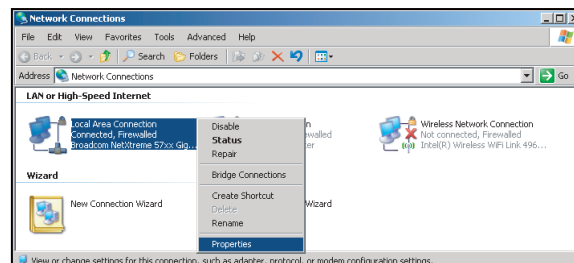 Network Connections
File Edit View Favorites Tools Advanced Help
Back Search Folders
Address Network Connections Go
LAN or High-Speed Internet
Local Area Connection
Connected, Firewalled
Broadcom NetXtreme 57xx Gig...
Disable
Status
Repair
Bridge Connections
Create Shortcut
Delete
Rename
Properties
Wireless Network Connection
Not connected, Firewalled
Intel(R) Wireless WiFi Link 496...
Wizard
New Connection Wizard
Wizard
View or change settings for this connection, such as adapter, protocol, or modem configuration settings.